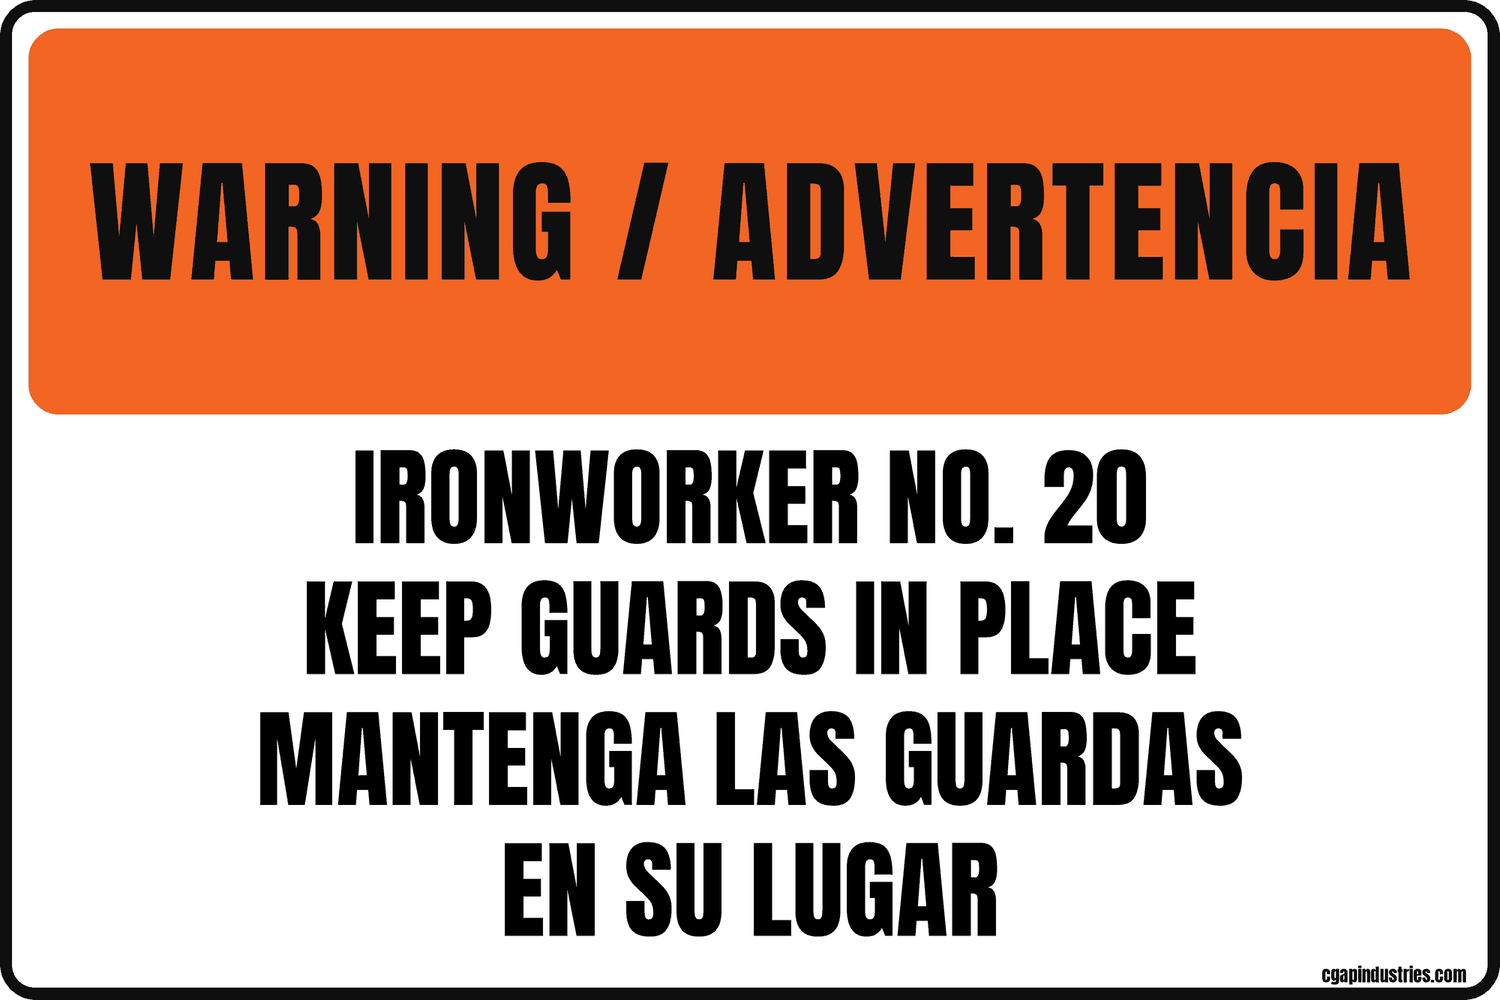 WARNING / ADVERTENCIA
IRONWORKER NO. 20
KEEP GUARDS IN PLACE
MANTENGA LAS GUARDAS
EN SU LUGAR
cgapindustries.com